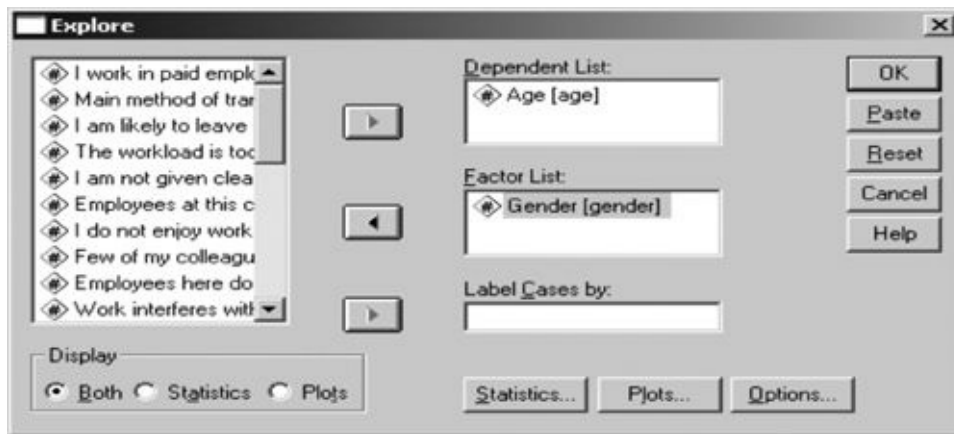 Explore
I work in paid emplo
Main method of trar
I am likely to leave
The workload is too
I am not given clea
Employees at this c
I do not enjoy work
Few of my colleagu
Employees here do
Work interferes with
Display
Both Statistics Plots
Dependent List:
Age [age]
Factor List:
Gender [gender]
Label Cases by:
Statistics... Plots... Options...
OK
Paste
Reset
Cancel
Help